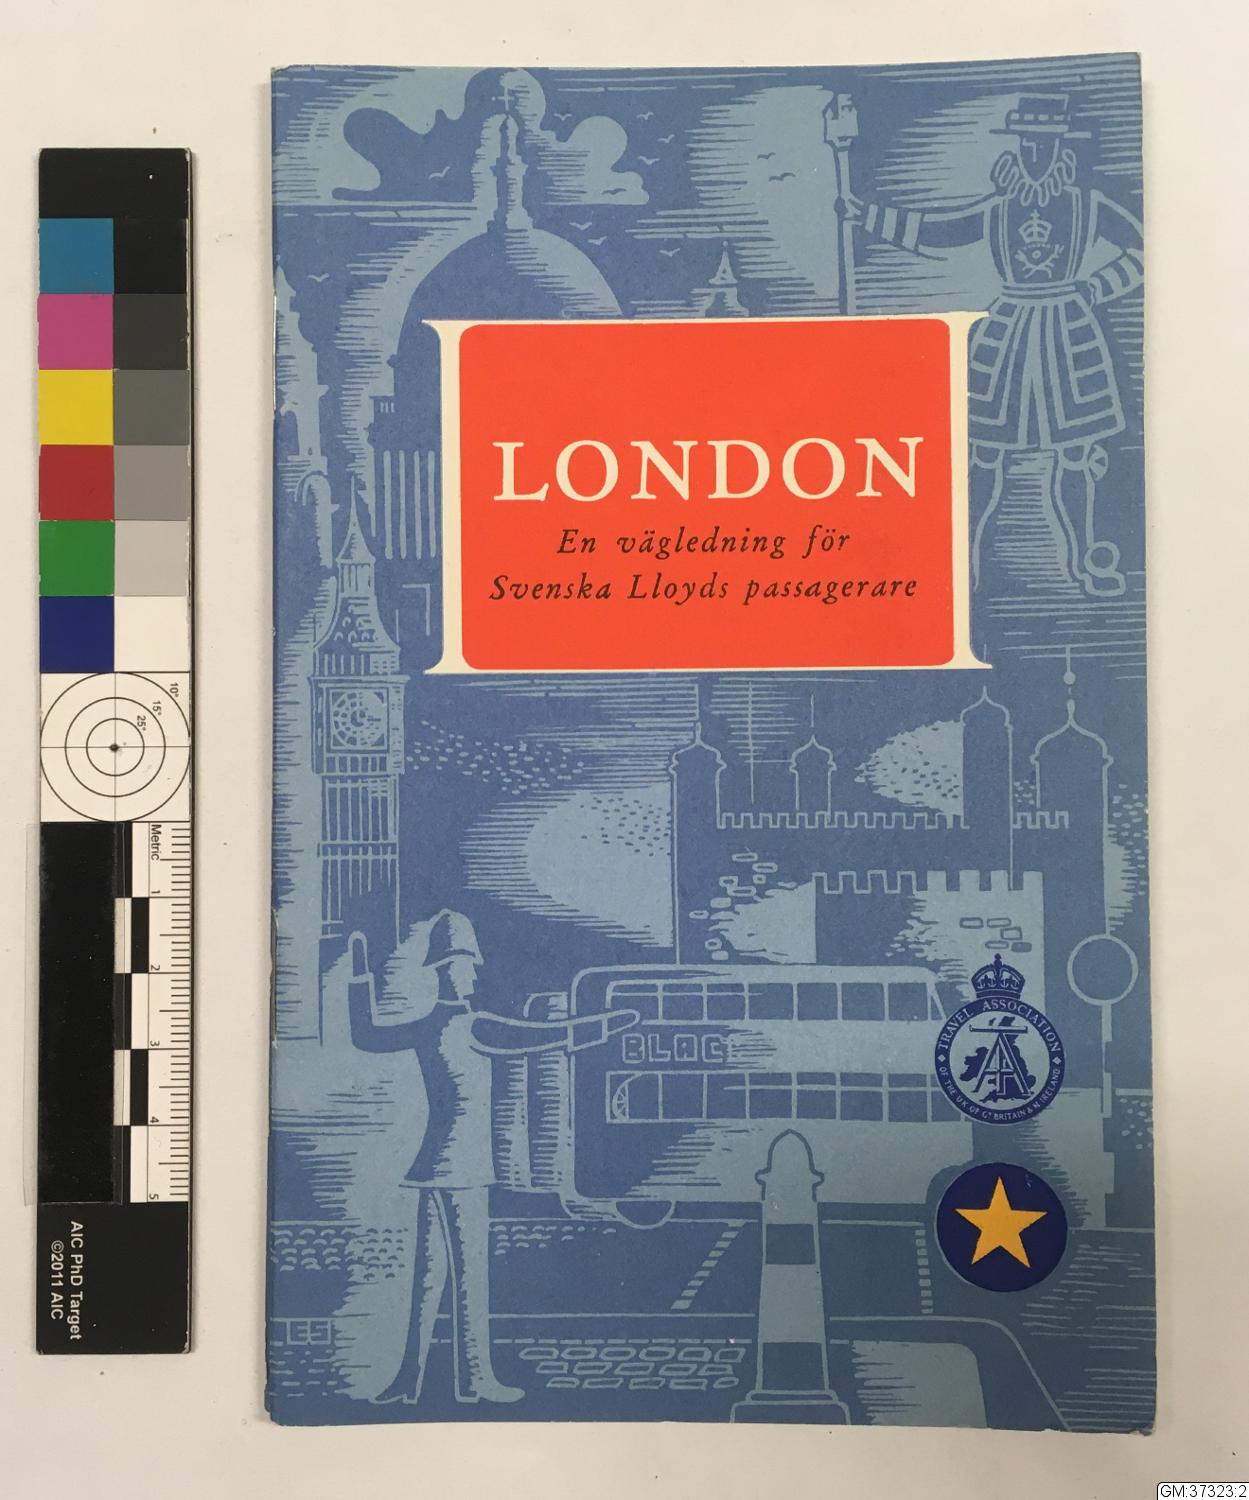 LONDON
En vägledning för
Svenska Lloyds passagerare
BLAC
TRAVEL ASSOCIATION
OF THE U.K. OF GT BRITAIN & N. IRELAND
10°
15°
25°
Metric
1
2
3
4
5
AIC PhD Target
©2011 AIC
GM:37323:2